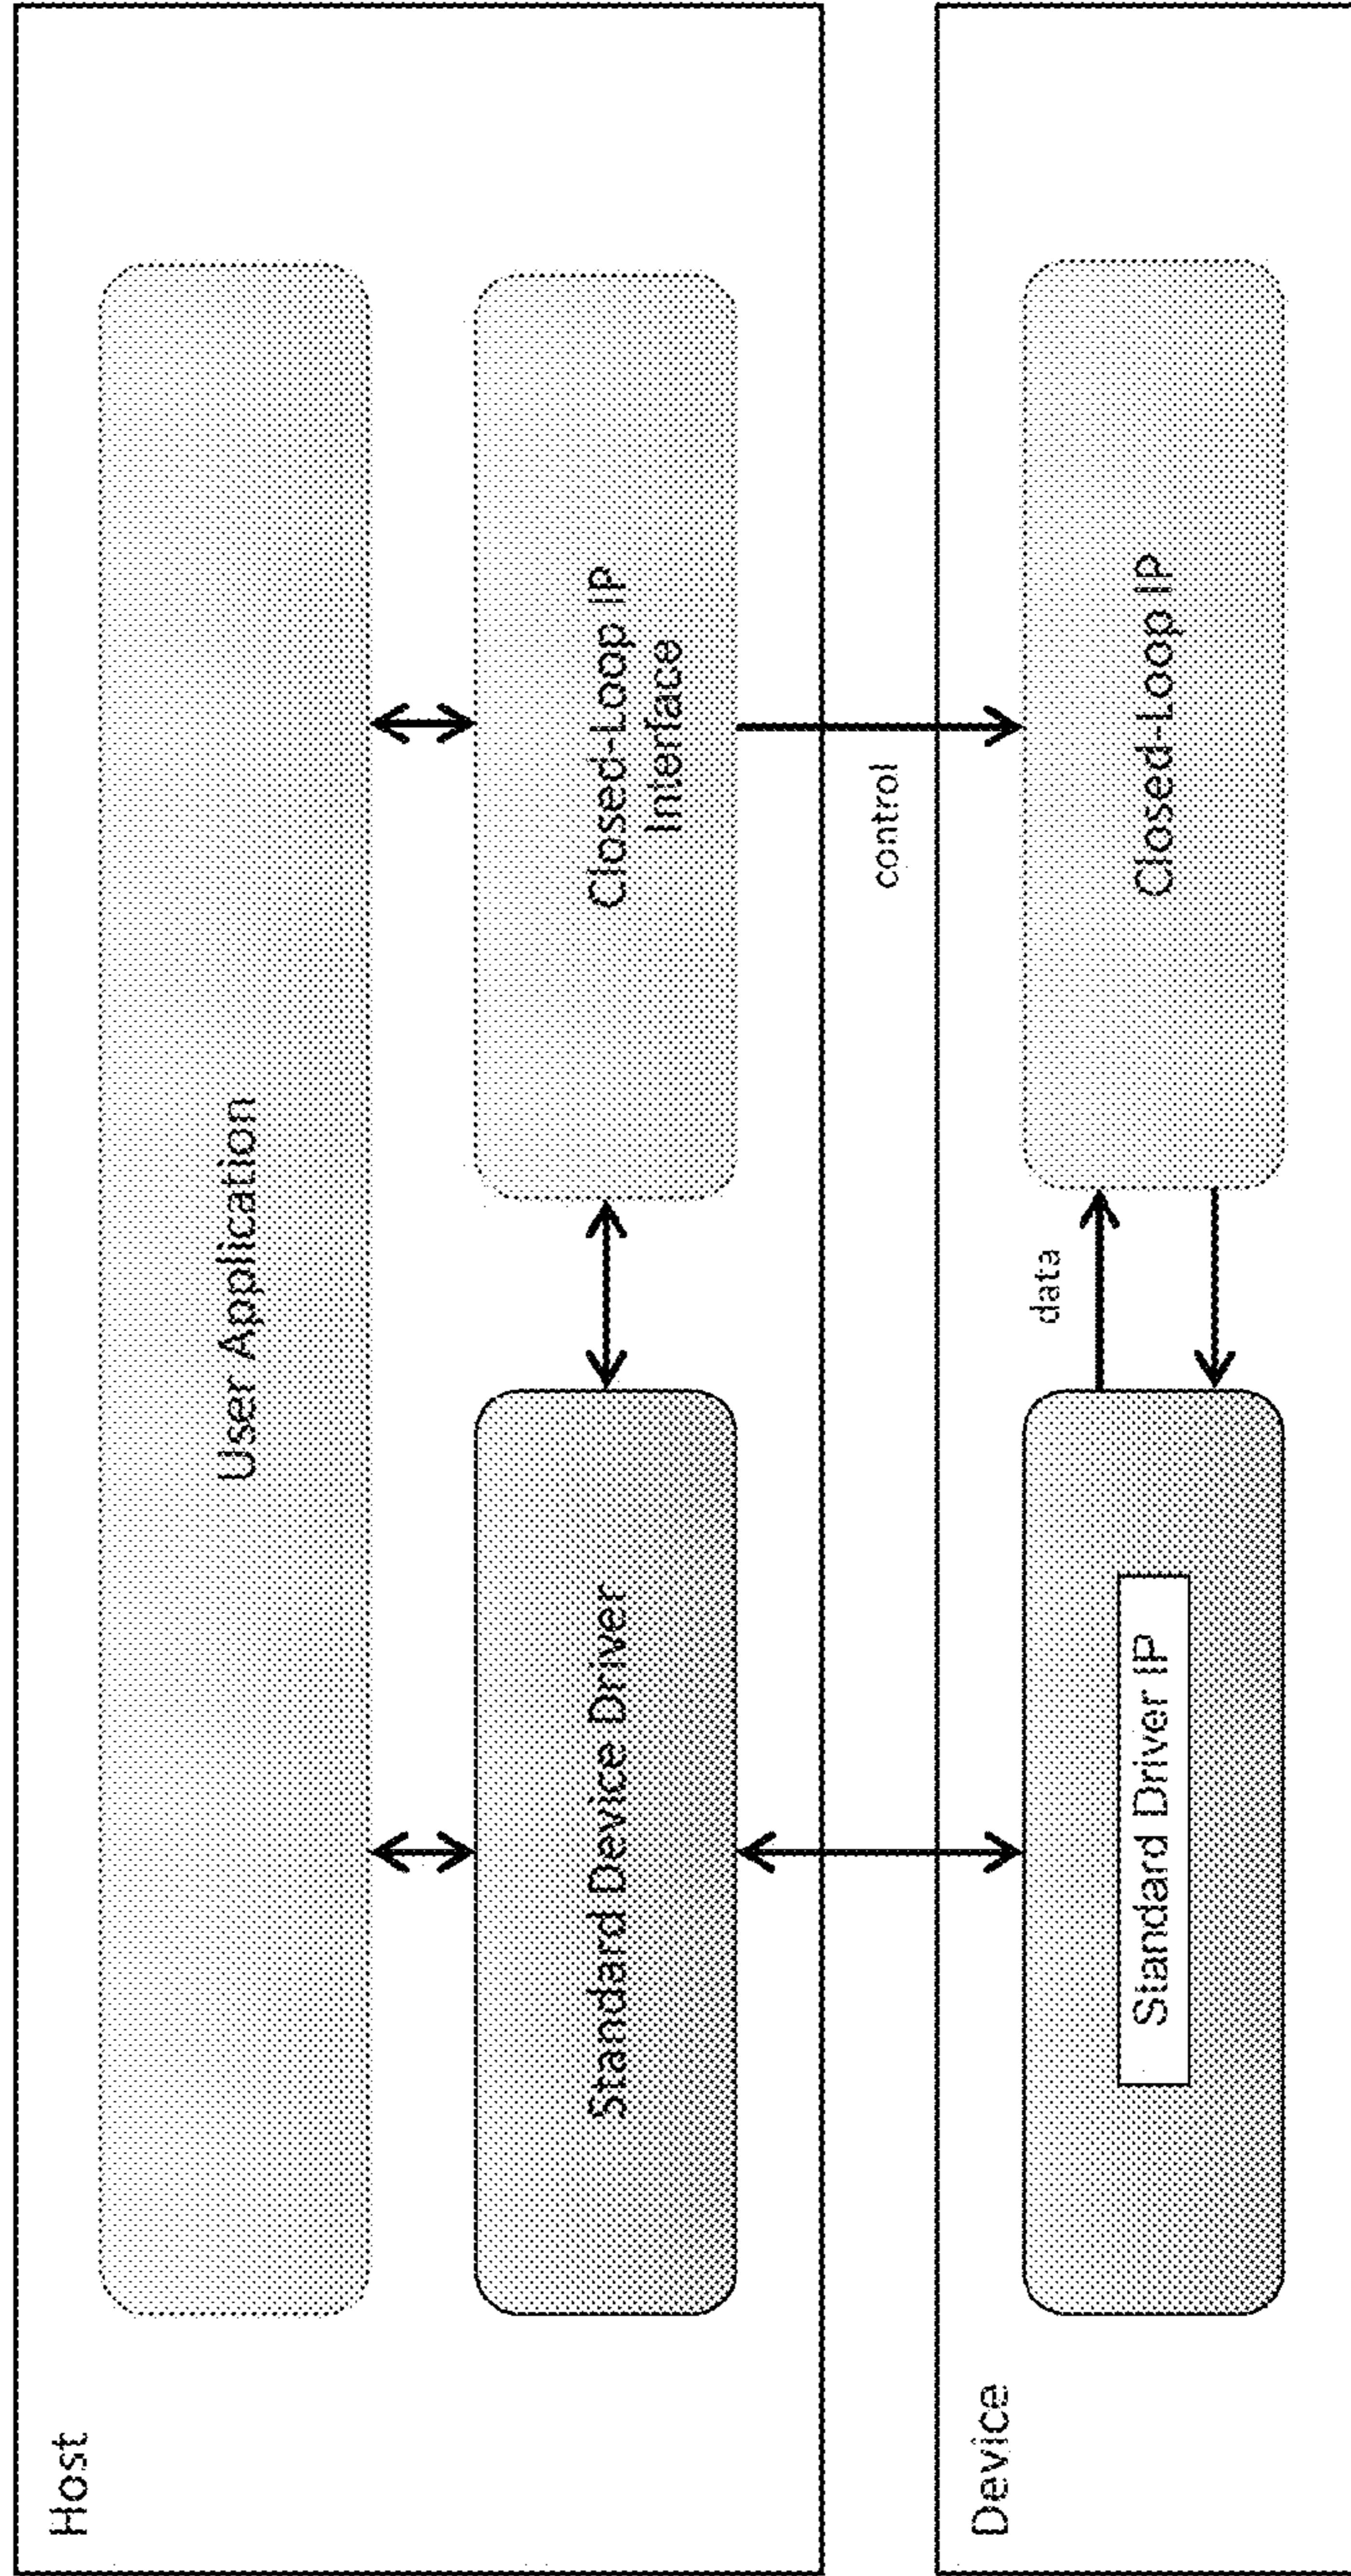 Host
User Application
Standard Device Driver
Closed-Loop IP
Interface
control
Device
Standard Driver IP
data
Closed-Loop IP